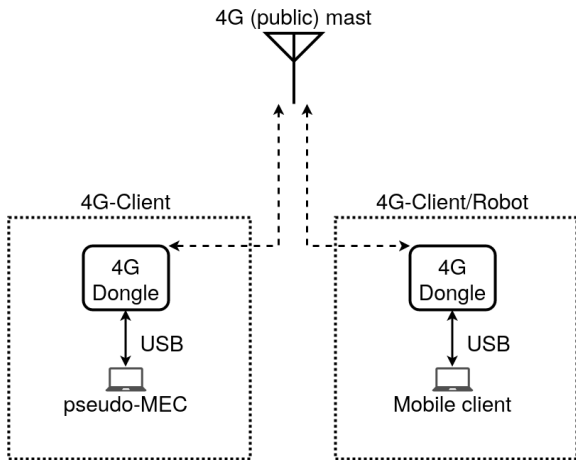 4G (public) mast
4G-Client
4G-Client/Robot
4G
Dongle
4G
Dongle
USB
USB
pseudo-MEC
Mobile client